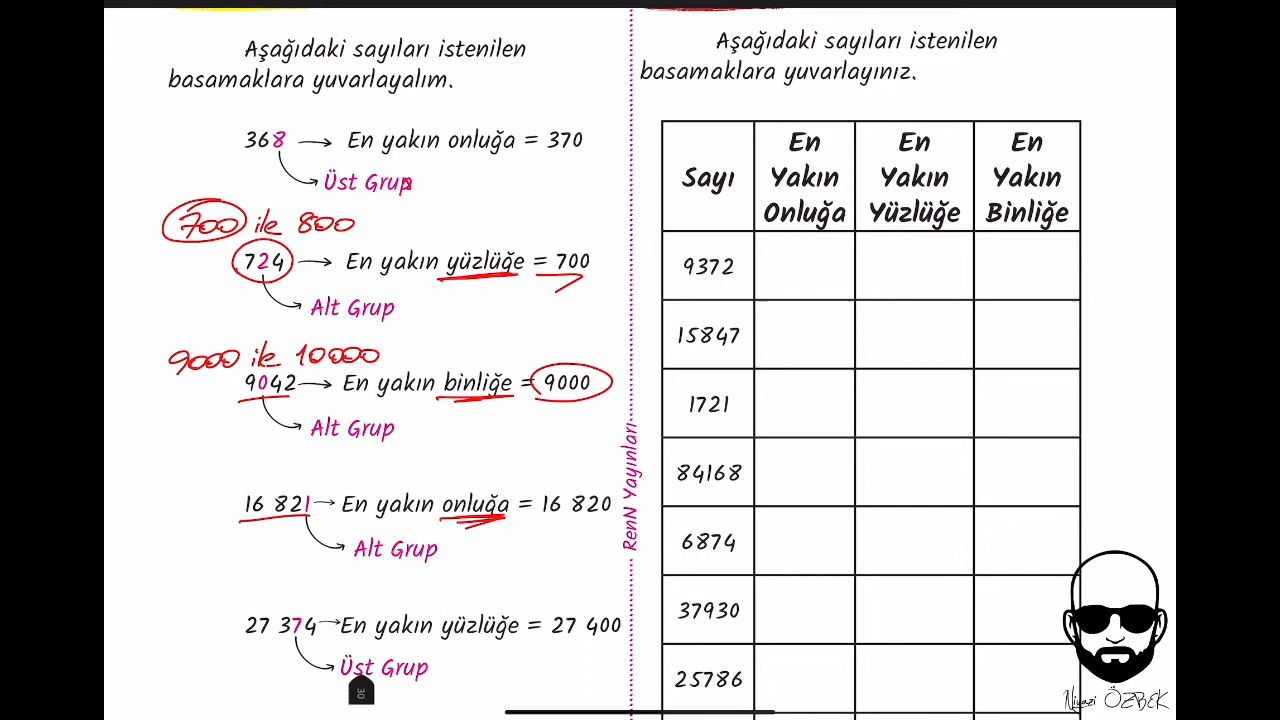 Aşağıdaki sayıları istenilen
basamaklara yuvarlayalım.
368 → En yakın onluğa = 370
Üst Grup
700 ile 800
724 → En yakın yüzlüğe = 700
Alt Grup
9000 ile 10000
9042 → En yakın binliğe = 9000
Alt Grup
16 821 → En yakın onluğa = 16 820
Alt Grup
27 374 → En yakın yüzlüğe = 27 400
Üst Grup
30
RenN Yayınları
Aşağıdaki sayıları istenilen
basamaklara yuvarlayınız.
Sayı En Yakın Onluğa En Yakın Yüzlüğe En Yakın Binliğe
9372
15847
1721
84168
6874
37930
25786
Niyazi ÖZBEK